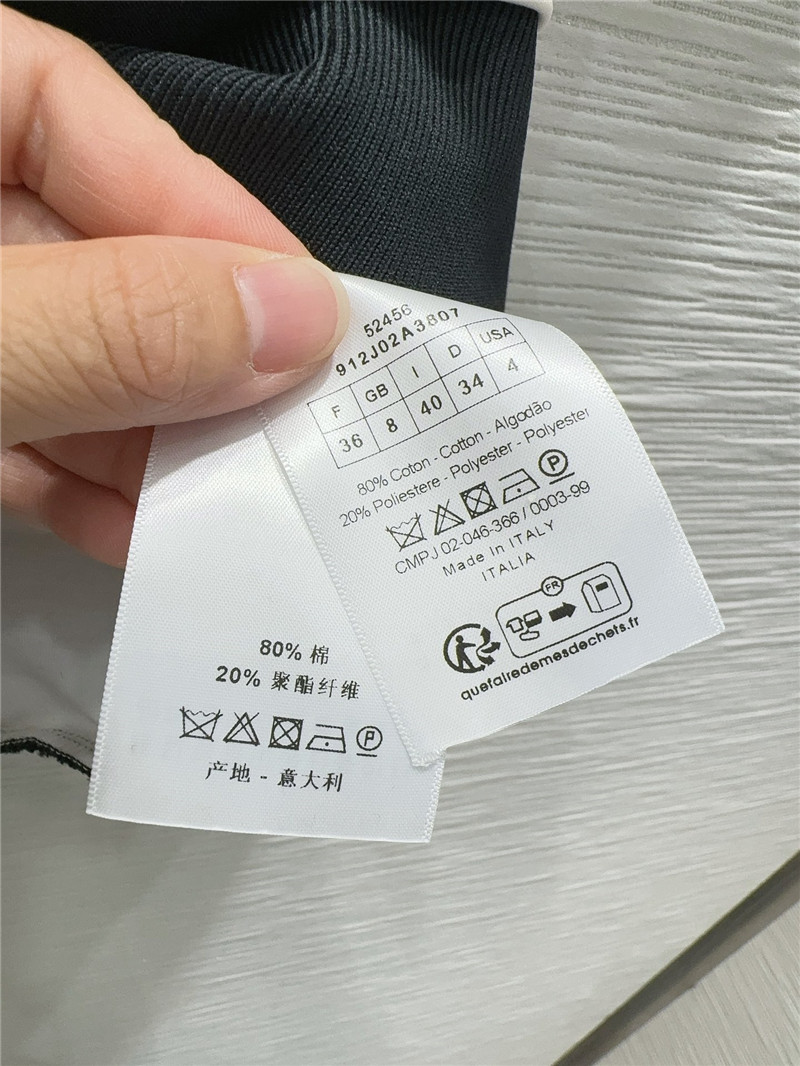 52456
912J02A3807
F GB I D USA
36 8 40 34 4
80% Coton - Cotton - Algodão
20% Poliestere - Polyester - Polyester
P
CMPJ 02-046-366 / 0003-99
Made in ITALY
ITALIA
FR
quefairedemesdechets.fr
80% 棉
20% 聚酯纤维
P
产地 - 意大利